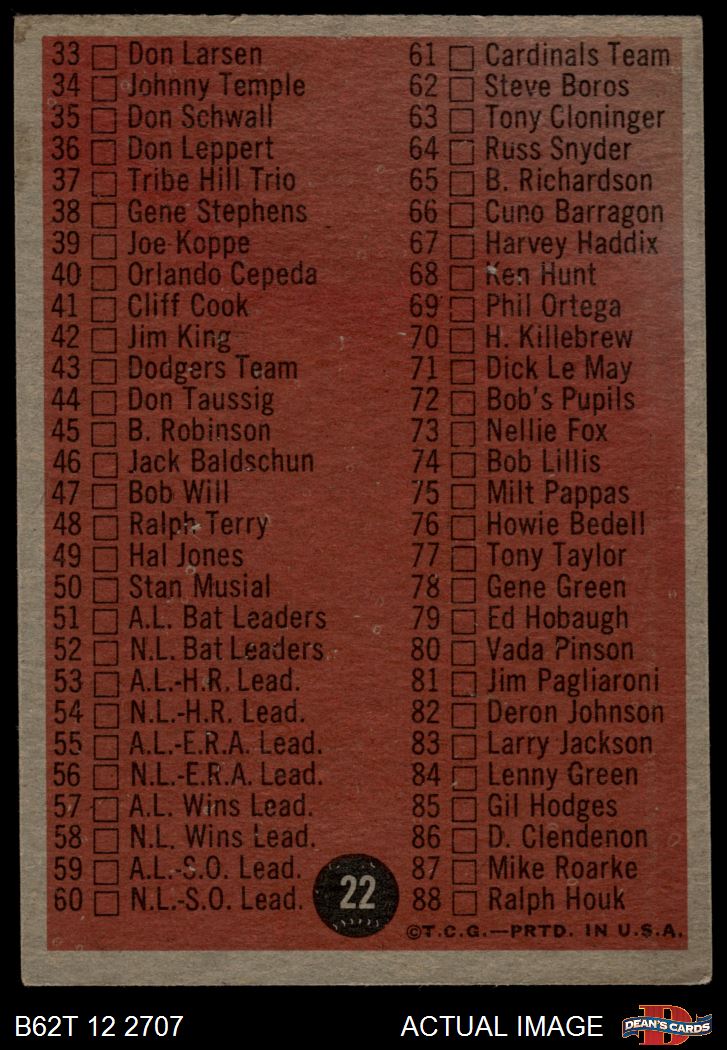 33 Don Larsen
34 Johnny Temple
35 Don Schwall
36 Don Leppert
37 Tribe Hill Trio
38 Gene Stephens
39 Joe Koppe
40 Orlando Cepeda
41 Cliff Cook
42 Jim King
43 Dodgers Team
44 Don Taussig
45 B. Robinson
46 Jack Baldschun
47 Bob Will
48 Ralph Terry
49 Hal Jones
50 Stan Musial
51 A.L. Bat Leaders
52 N.L. Bat Leaders
53 A.L.-H.R. Lead.
54 N.L.-H.R. Lead.
55 A.L.-E.R.A. Lead.
56 N.L.-E.R.A. Lead.
57 A.L. Wins Lead.
58 N.L. Wins Lead.
59 A.L.-S.O. Lead.
60 N.L.-S.O. Lead.
61 Cardinals Team
62 Steve Boros
63 Tony Cloninger
64 Russ Snyder
65 B. Richardson
66 Cuno Barragon
67 Harvey Haddix
68 Ken Hunt
69 Phil Ortega
70 H. Killebrew
71 Dick Le May
72 Bob's Pupils
73 Nellie Fox
74 Bob Lillis
75 Milt Pappas
76 Howie Bedell
77 Tony Taylor
78 Gene Green
79 Ed Hobaugh
80 Vada Pinson
81 Jim Pagliaroni
82 Deron Johnson
83 Larry Jackson
84 Lenny Green
85 Gil Hodges
86 D. Clendenon
87 Mike Roarke
88 Ralph Houk
22
©T.C.G.—PRTD. IN U.S.A.
B62T 12 2707
ACTUAL IMAGE
D
DEAN'S CARDS